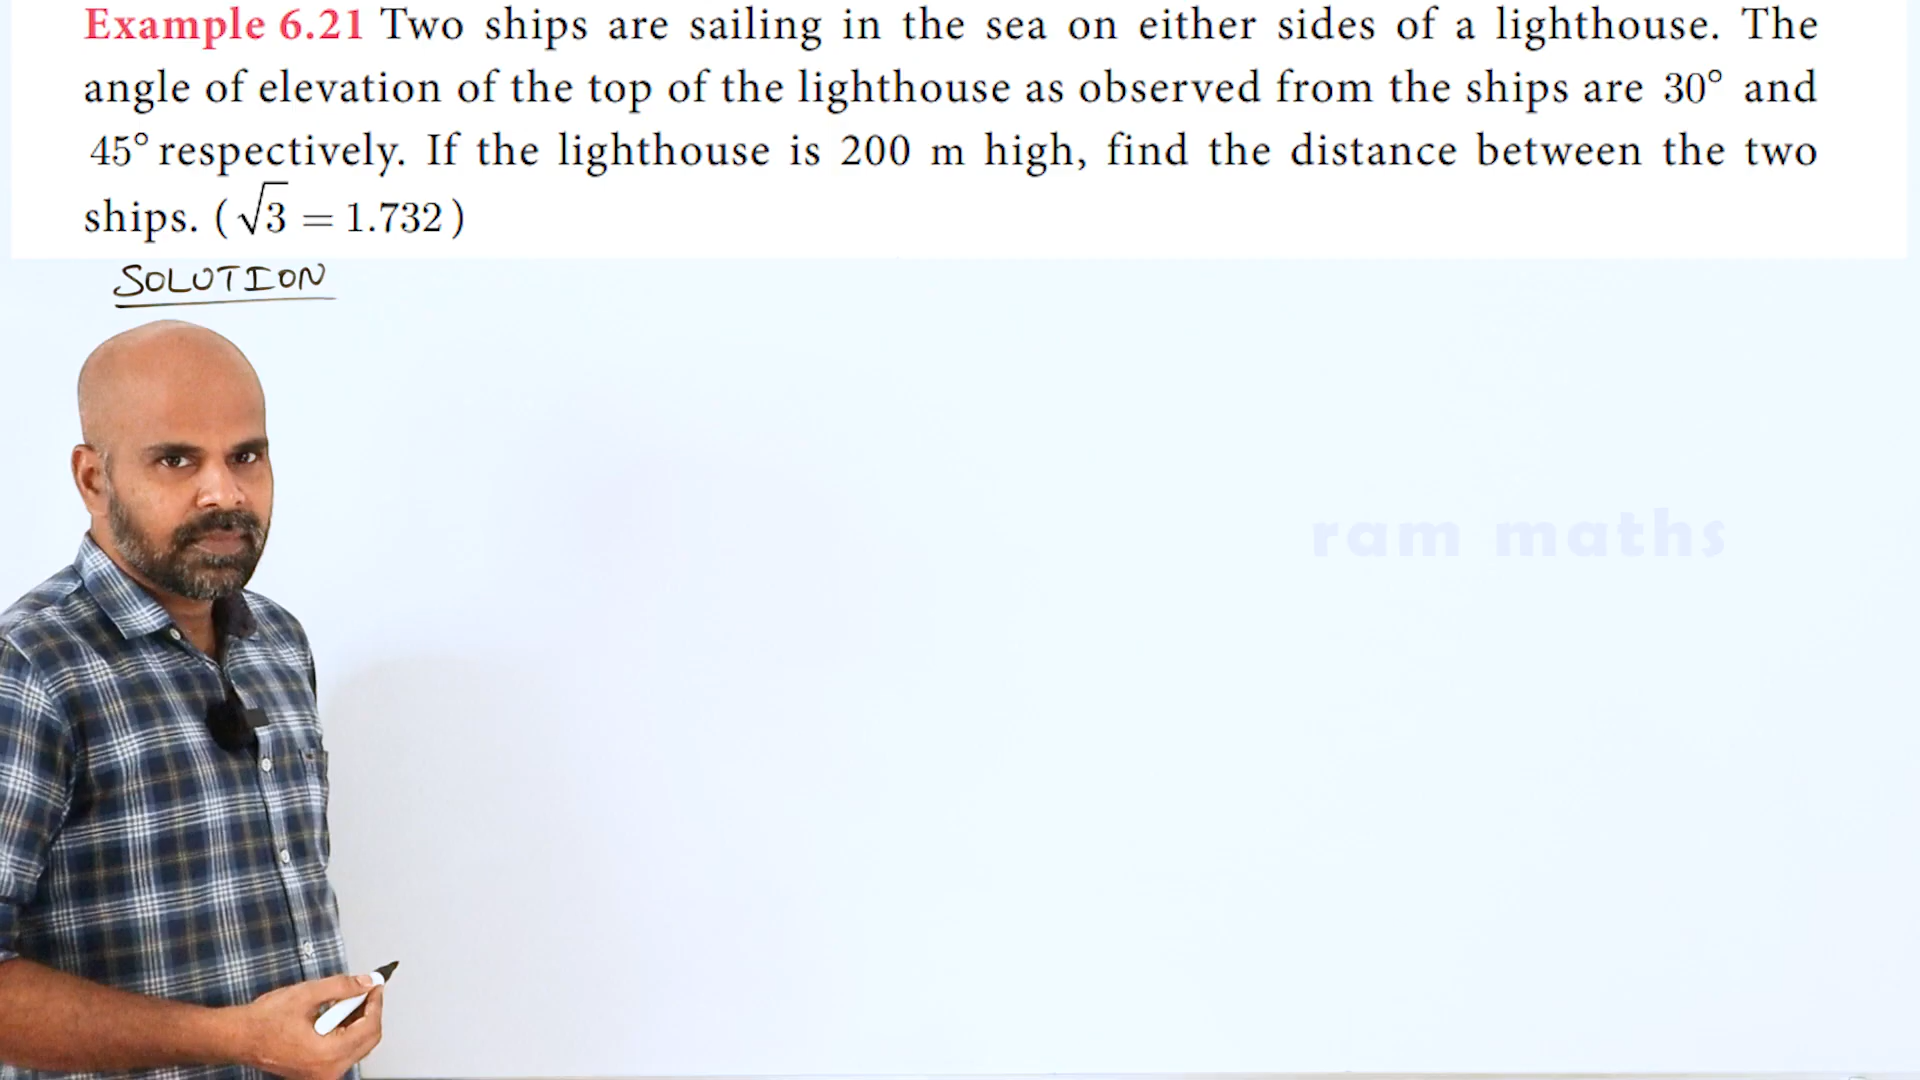 Example 6.21 Two ships are sailing in the sea on either sides of a lighthouse. The
angle of elevation of the top of the lighthouse as observed from the ships are 30° and
45° respectively. If the lighthouse is 200 m high, find the distance between the two
ships. (√3 = 1.732)
SOLUTION
ram maths